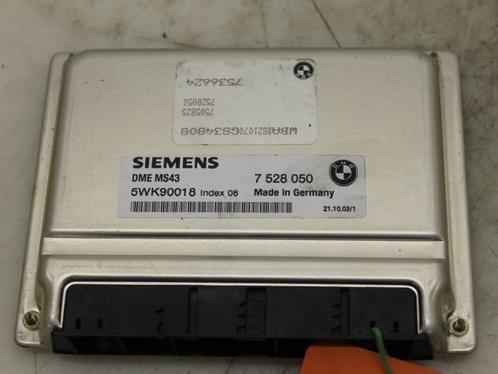 7536624
7528050
7505825
WBADS21070GS34808
SIEMENS
DME MS43
5WK90018 Index 08
7 528 050
Made in Germany
21.10.03/1
AMP